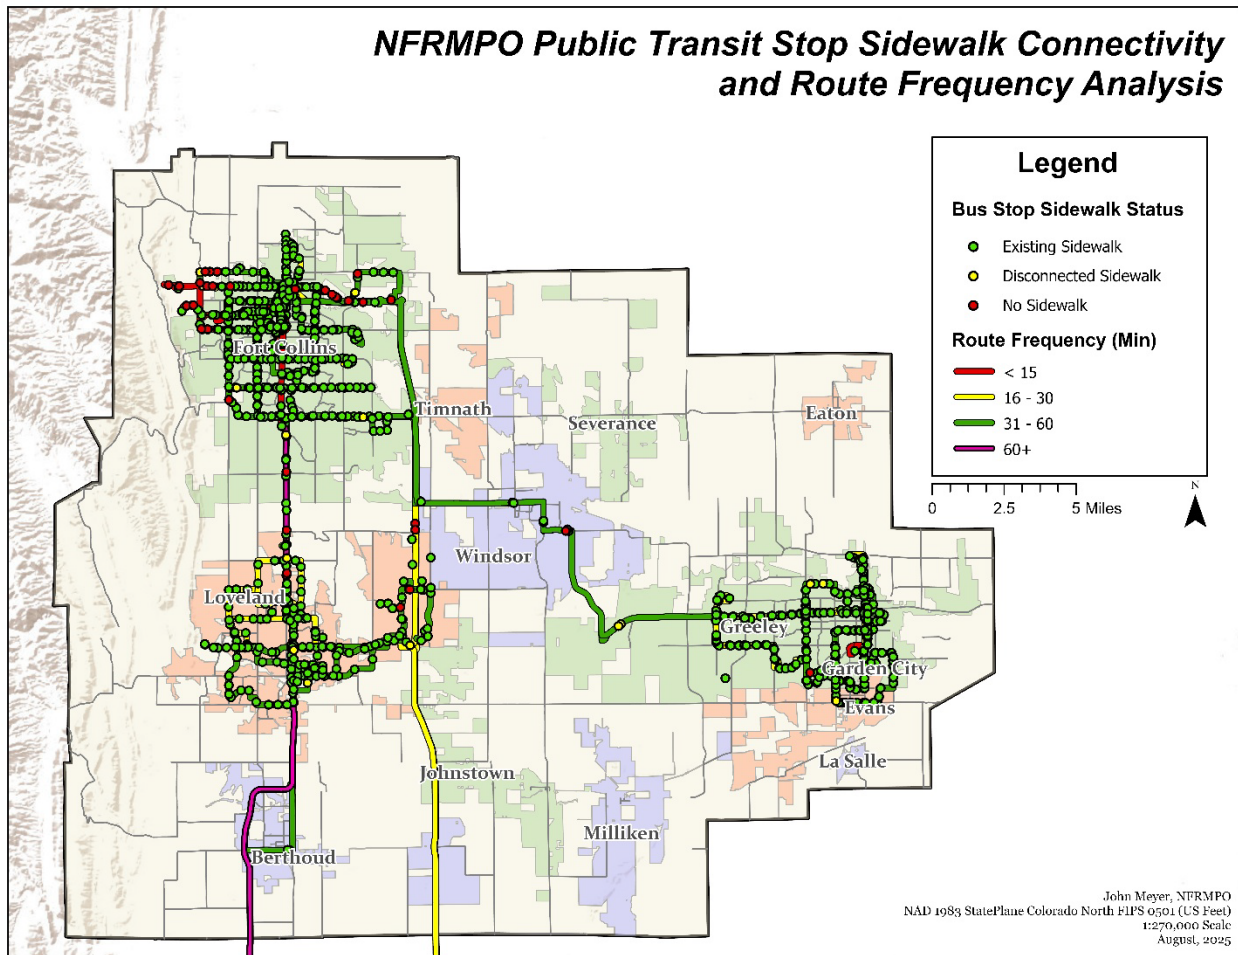 NFRMPO Public Transit Stop Sidewalk Connectivity
and Route Frequency Analysis
Legend
Bus Stop Sidewalk Status
Existing Sidewalk
Disconnected Sidewalk
No Sidewalk
Route Frequency (Min)
< 15
16 - 30
31 - 60
60+
0 2.5 5 Miles
N
Fort Collins
Timnath
Severance
Eaton
Windsor
Loveland
Greeley
Garden City
Evans
La Salle
Johnstown
Milliken
Berthoud
John Meyer, NFRMPO
NAD 1983 StatePlane Colorado North FIPS 0501 (US Feet)
1:270,000 Scale
August, 2025